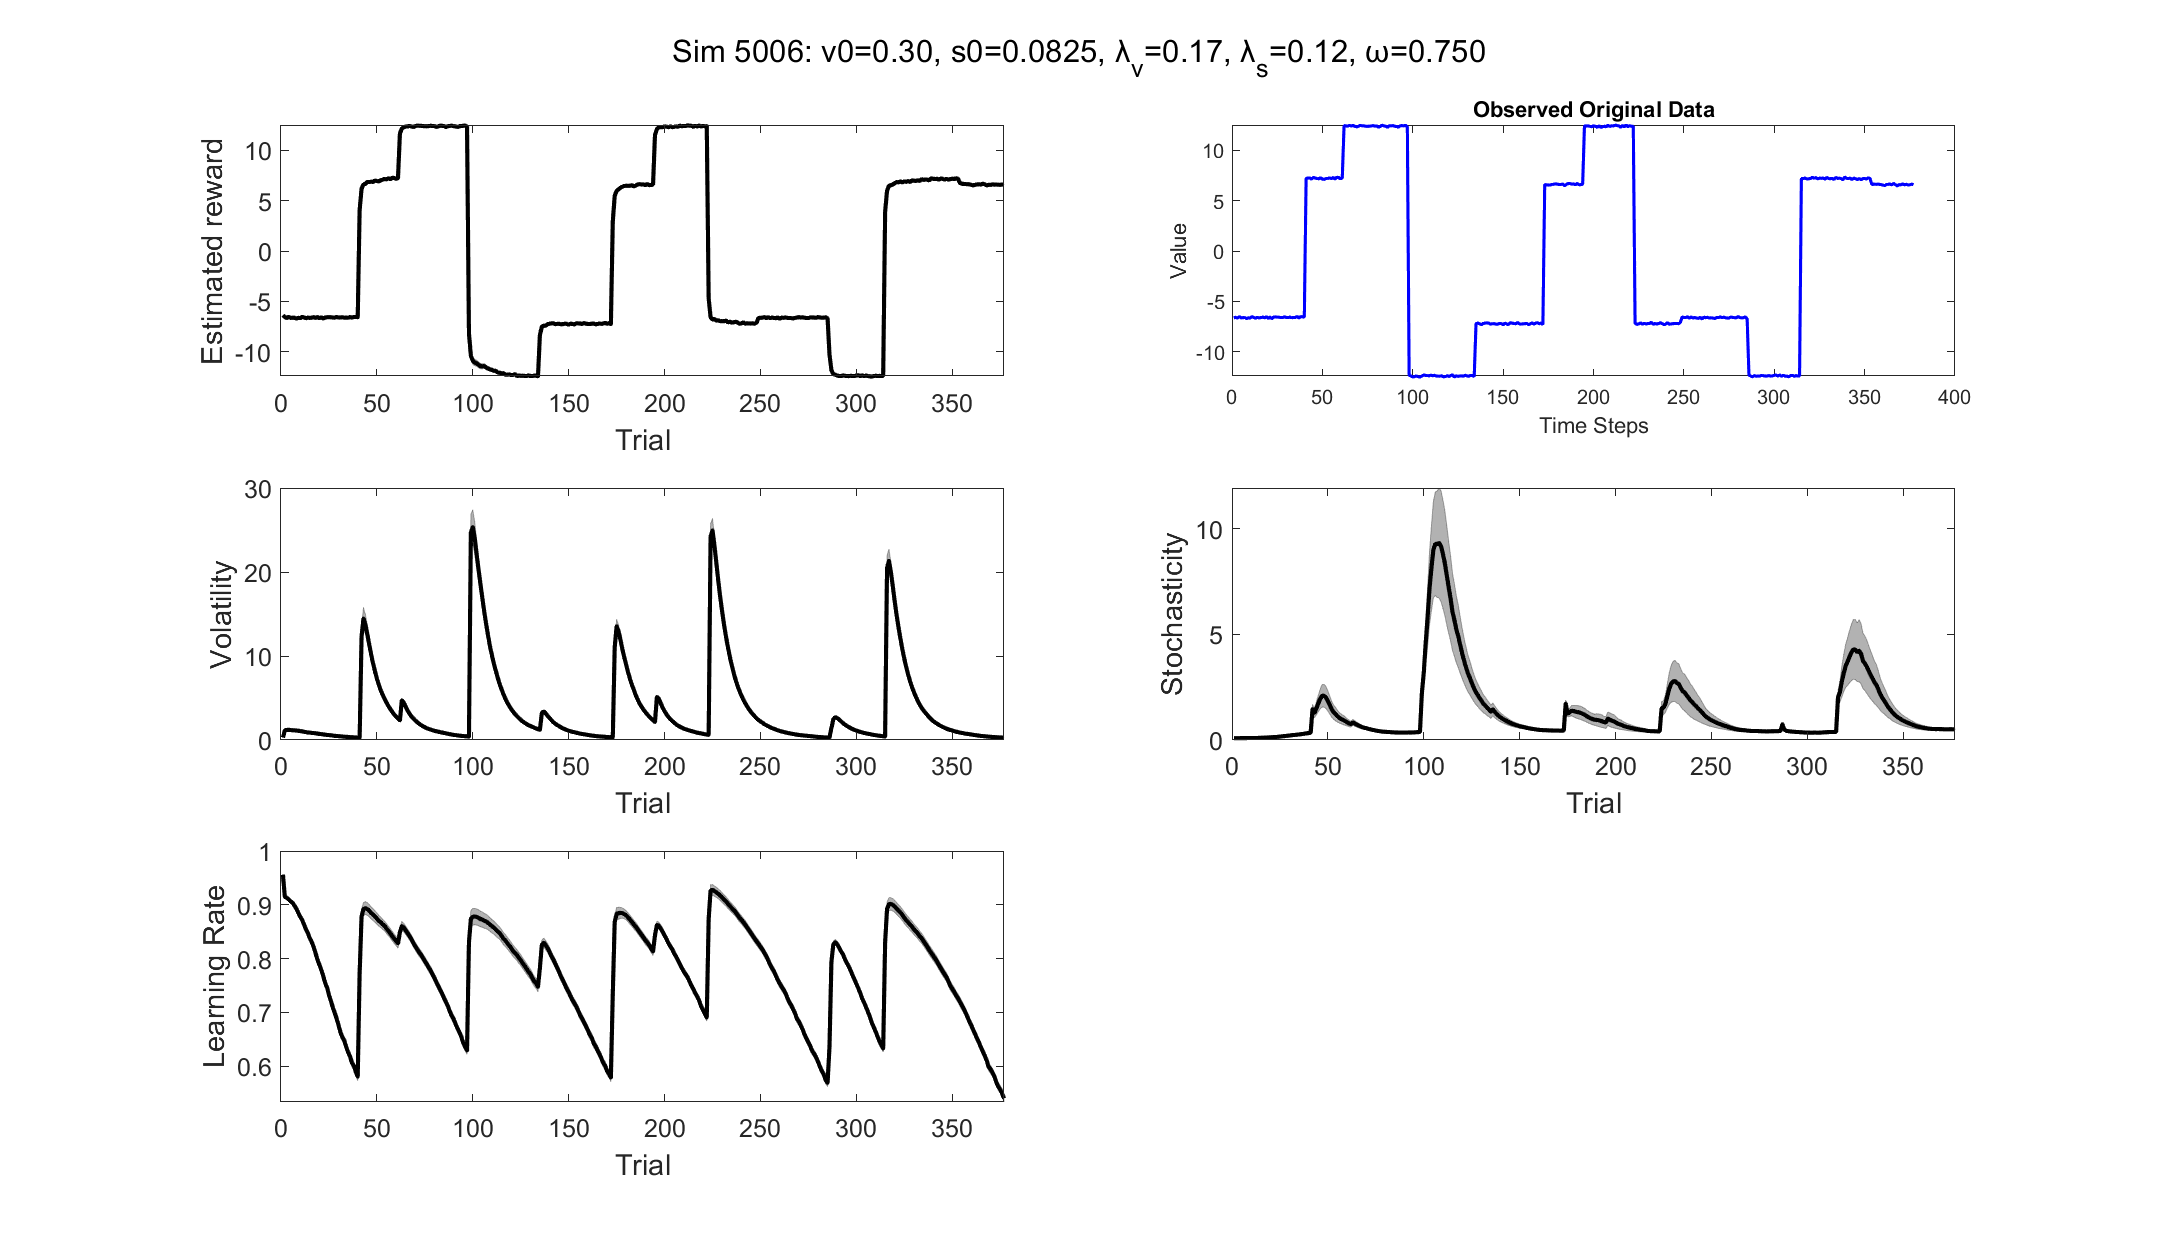 Sim 5006: v0=0.30, s0=0.0825, λ_v=0.17, λ_s=0.12, ω=0.750
Estimated reward
10
5
0
-5
-10
0 50 100 150 200 250 300 350
Trial
Observed Original Data
Value
10
5
0
-5
-10
0 50 100 150 200 250 300 350 400
Time Steps
Volatility
30
20
10
0
0 50 100 150 200 250 300 350
Trial
Stochasticity
10
5
0
0 50 100 150 200 250 300 350
Trial
Learning Rate
1
0.9
0.8
0.7
0.6
0 50 100 150 200 250 300 350
Trial